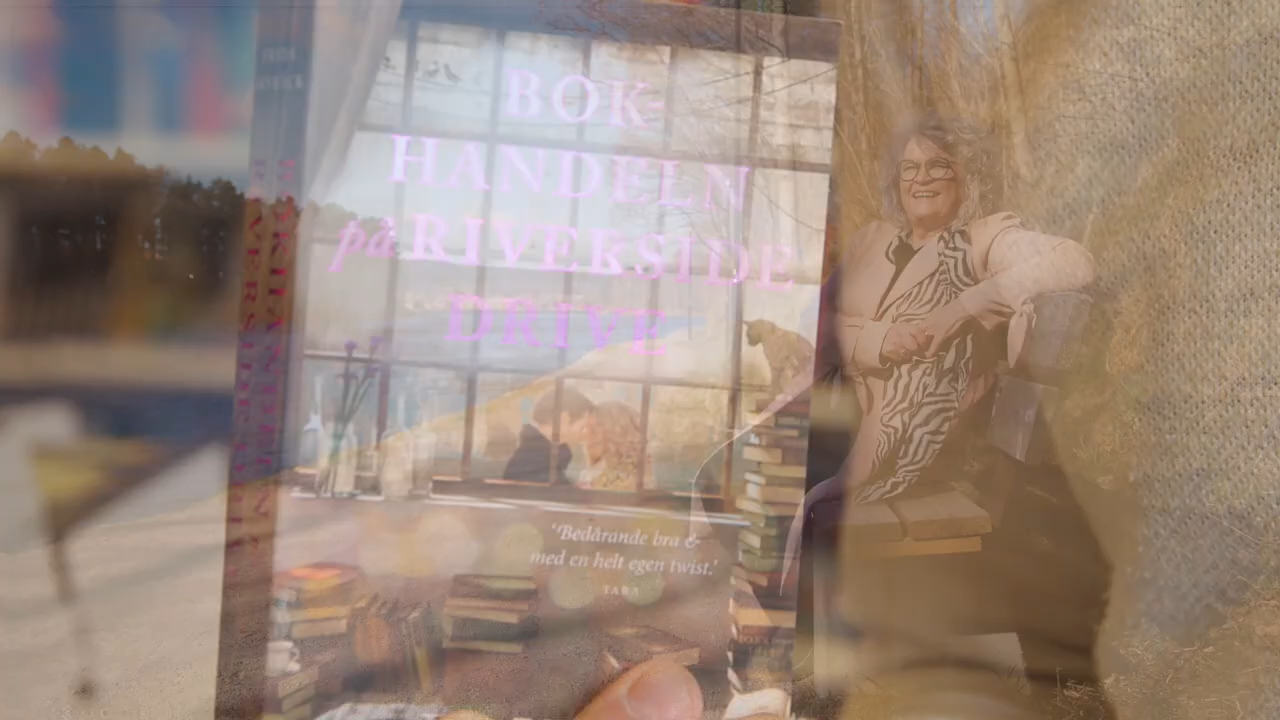 BOK-
HANDELN
på RIVERSIDE
DRIVE
‘Bedårande bra &
med en helt egen twist.’
TARA